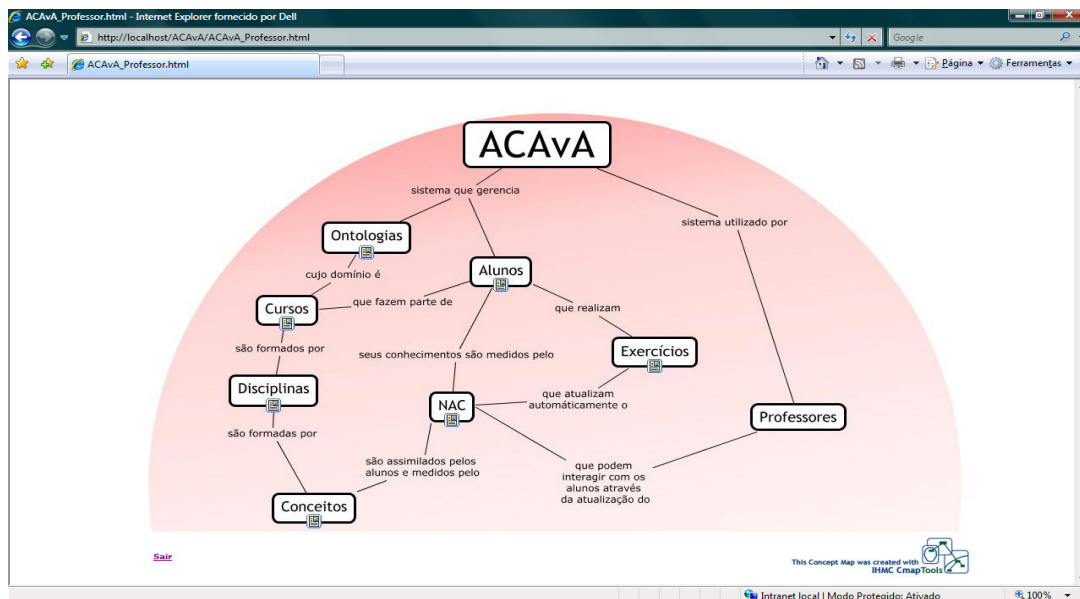 ACAvA_Professor.html - Internet Explorer fornecido por Dell
http://localhost/ACAvA/ACAvA_Professor.html
Google
ACAvA_Professor.html
Página
Ferramentas
ACAvA
sistema que gerencia
sistema utilizado por
Ontologias
Alunos
cujo domínio é
que fazem parte de
que realizam
Cursos
são formados por
seus conhecimentos são medidos pelo
Exercícios
Disciplinas
NAC
que atualizam
automáticamente o
Professores
são formadas por
são assimilados pelos
alunos e medidos pelo
que podem
interagir com os
alunos através
da atualização do
Conceitos
Sair
This Concept Map was created with
IHMC CmapTools
Intranet local | Modo Protegido: Ativado
100%